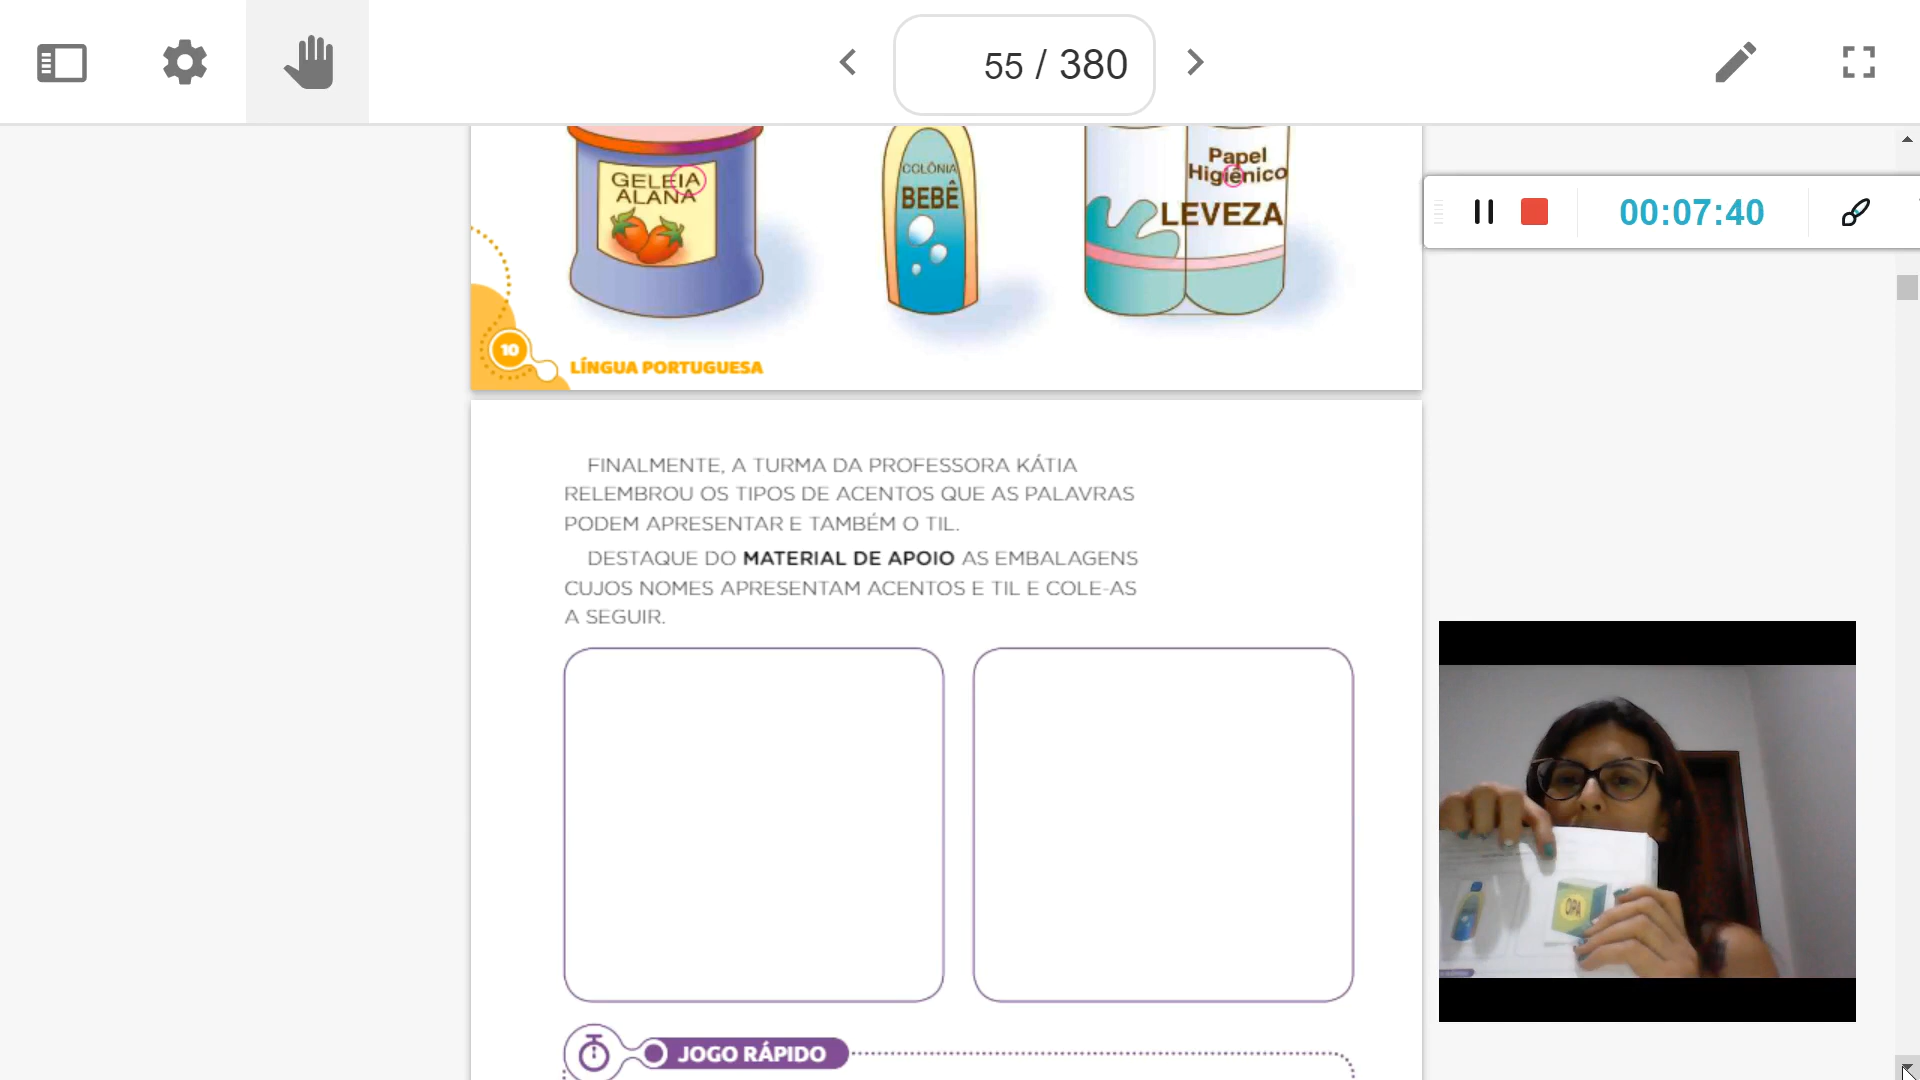 55 / 380
GELEIA
ALANA
COLÔNIA
BEBÊ
Papel
Higiênico
LEVEZA
00:07:40
10
LÍNGUA PORTUGUESA
FINALMENTE, A TURMA DA PROFESSORA KÁTIA
RELEMBROU OS TIPOS DE ACENTOS QUE AS PALAVRAS
PODEM APRESENTAR E TAMBÉM O TIL.
DESTAQUE DO MATERIAL DE APOIO AS EMBALAGENS
CUJOS NOMES APRESENTAM ACENTOS E TIL E COLE-AS
A SEGUIR.
OPA
JOGO RÁPIDO